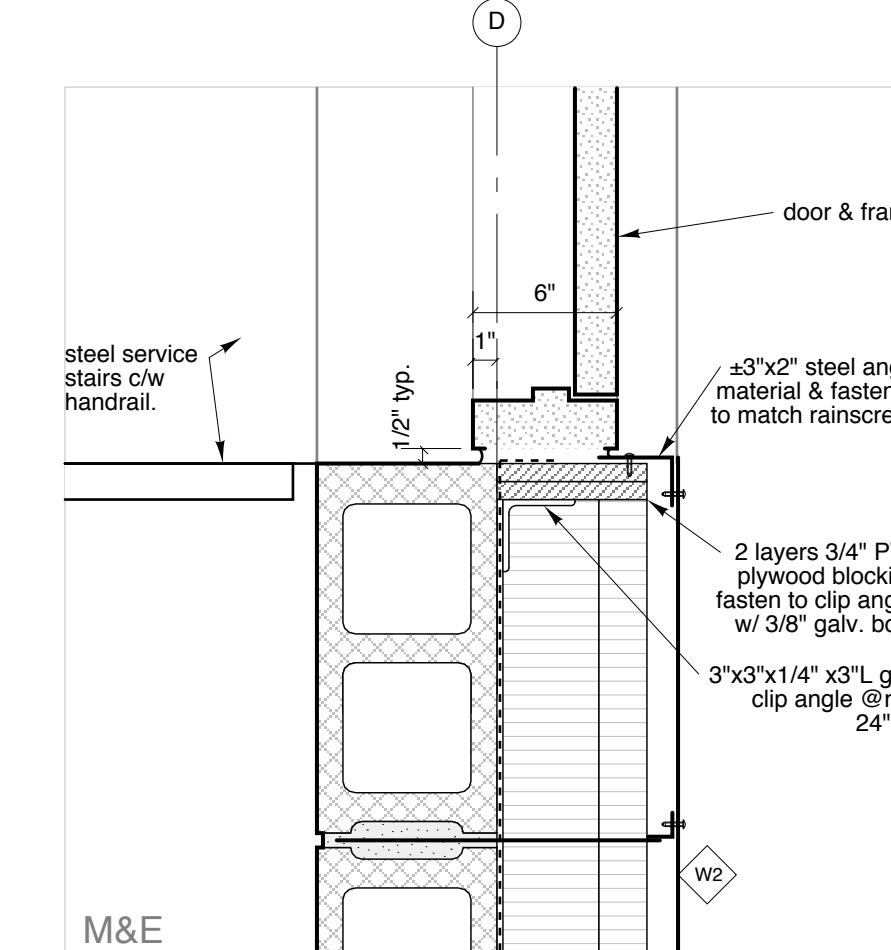 D
door & fra
6"
1"
steel service
stairs c/w
handrail.
1/2" typ.
±3"x2" steel an
material & fasten
to match rainscre
2 layers 3/4" P
plywood blocki
fasten to clip ang
w/ 3/8" galv. bo
3"x3"x1/4" x3"L g
clip angle @
24"
W2
M&E